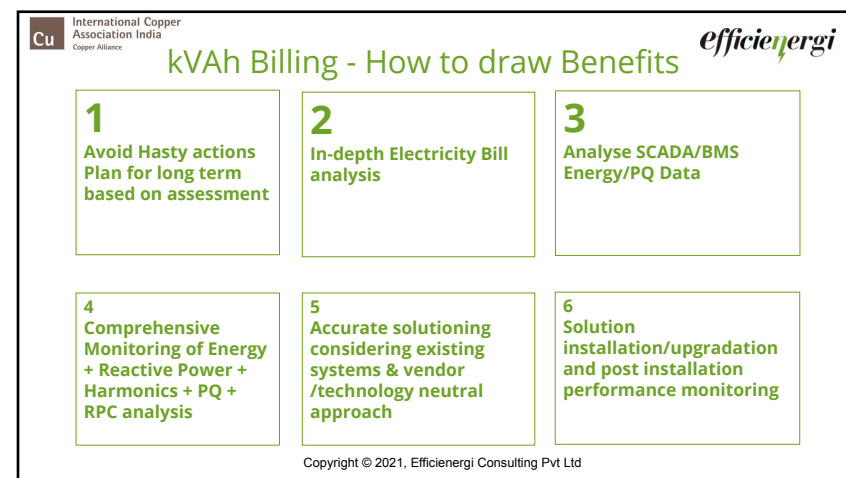 Cu
International Copper
Association India
Copper Alliance
efficienergi
kVAh Billing - How to draw Benefits
1
Avoid Hasty actions
Plan for long term
based on assessment
2
In-depth Electricity Bill
analysis
3
Analyse SCADA/BMS
Energy/PQ Data
4
Comprehensive
Monitoring of Energy
+ Reactive Power +
Harmonics + PQ +
RPC analysis
5
Accurate solutioning
considering existing
systems & vendor
/technology neutral
approach
6
Solution
installation/upgradation
and post installation
performance monitoring
Copyright © 2021, Efficienergi Consulting Pvt Ltd